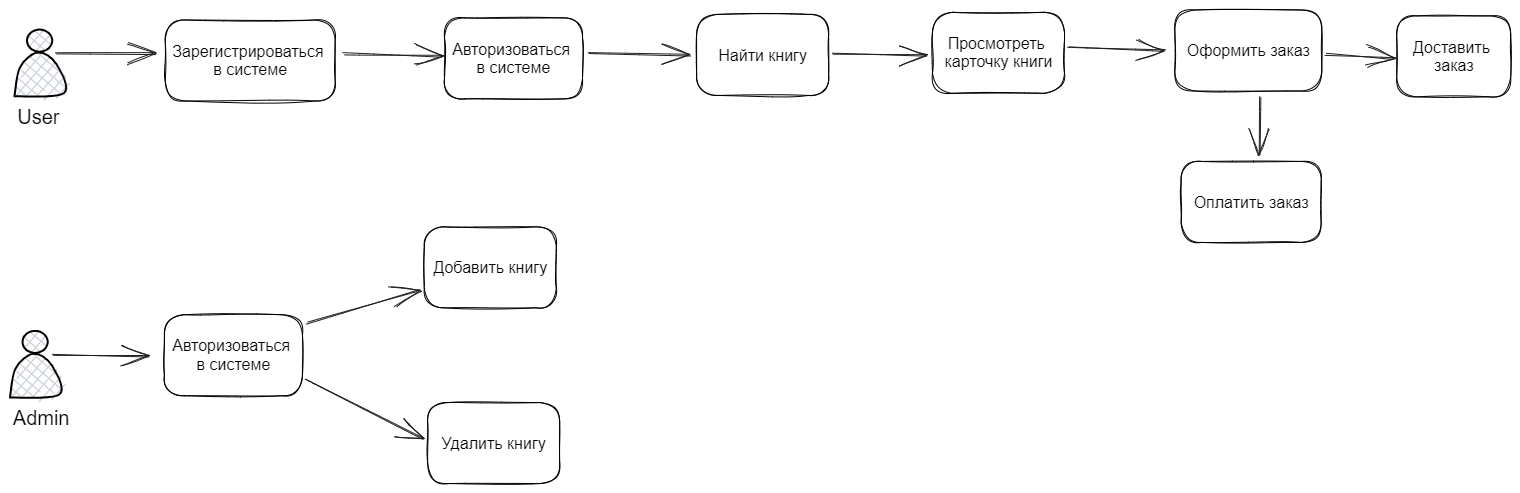 User
Зарегистрироваться
в системе
Авторизоваться
в системе
Найти книгу
Просмотреть
карточку книги
Оформить заказ
Доставить
заказ
Оплатить заказ
Admin
Авторизоваться
в системе
Добавить книгу
Удалить книгу